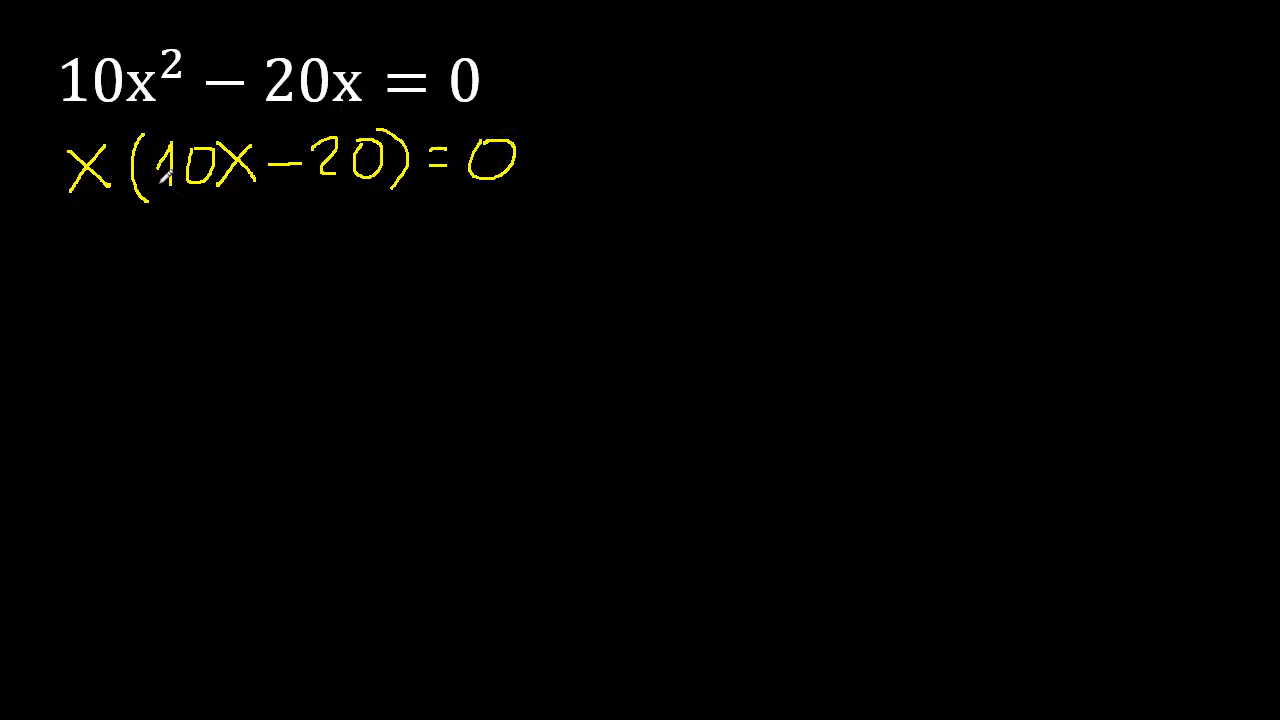 10x² − 20x = 0
x (10x − 20) = 0